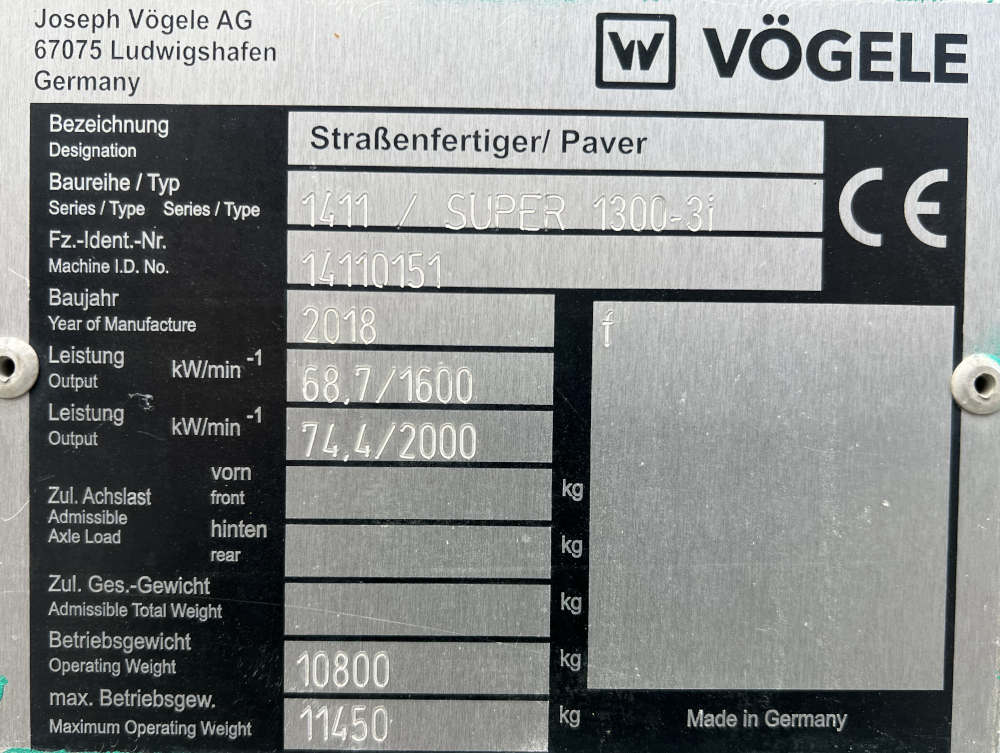 Joseph Vögele AG
67075 Ludwigshafen
Germany
W VÖGELE
Bezeichnung
Designation
Straßenfertiger/ Paver
Baureihe / Typ
Series / Type Series / Type
1411 / SUPER 1300-3i
CE
Fz.-Ident.-Nr.
Machine I.D. No.
14110151
Baujahr
Year of Manufacture
2018
f
Leistung
Output
kW/min -1
68,7/1600
Leistung
Output
kW/min -1
74,4/2000
Zul. Achslast
Admissible
Axle Load
vorn
front
kg
hinten
rear
kg
Zul. Ges.-Gewicht
Admissible Total Weight
kg
Betriebsgewicht
Operating Weight
10800
kg
max. Betriebsgew.
Maximum Operating Weight
11450
kg
Made in Germany